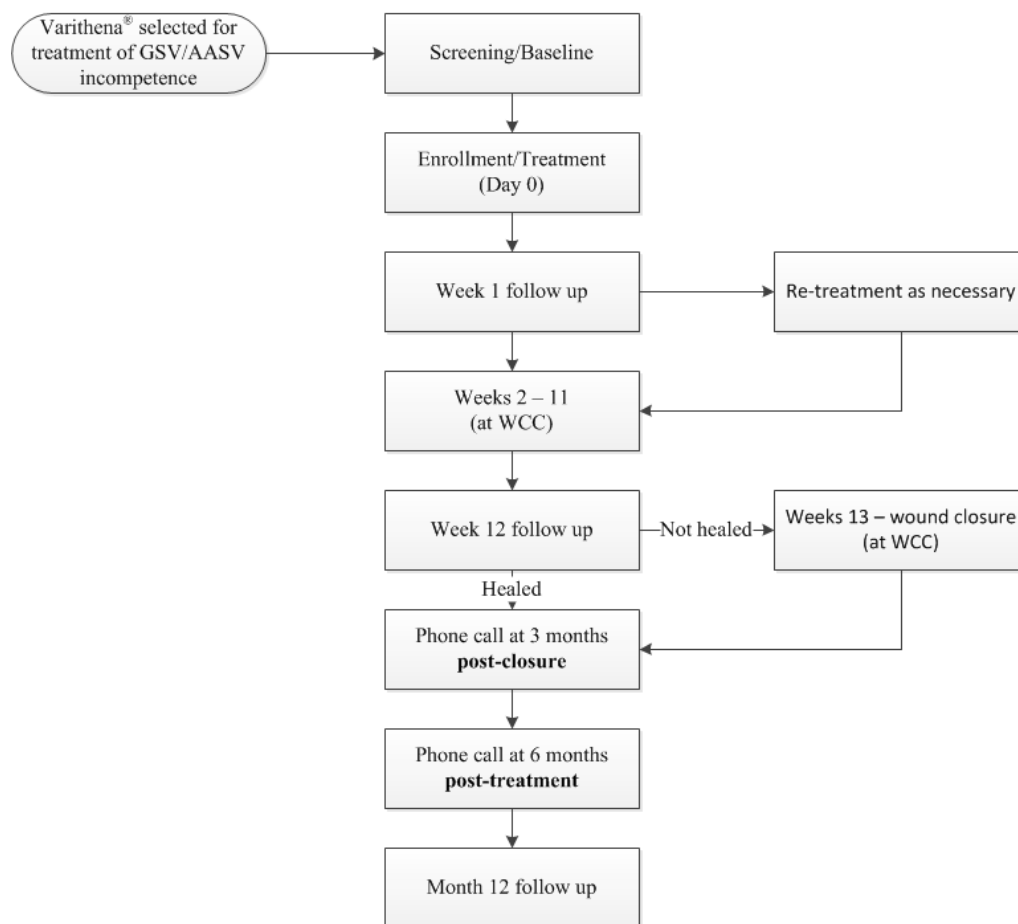 Varithena® selected for
treatment of GSV/AASV
incompetence
Screening/Baseline
Enrollment/Treatment
(Day 0)
Week 1 follow up
Re-treatment as necessary
Weeks 2 – 11
(at WCC)
Week 12 follow up
Not healed
Weeks 13 – wound closure
(at WCC)
Healed
Phone call at 3 months
post-closure
Phone call at 6 months
post-treatment
Month 12 follow up